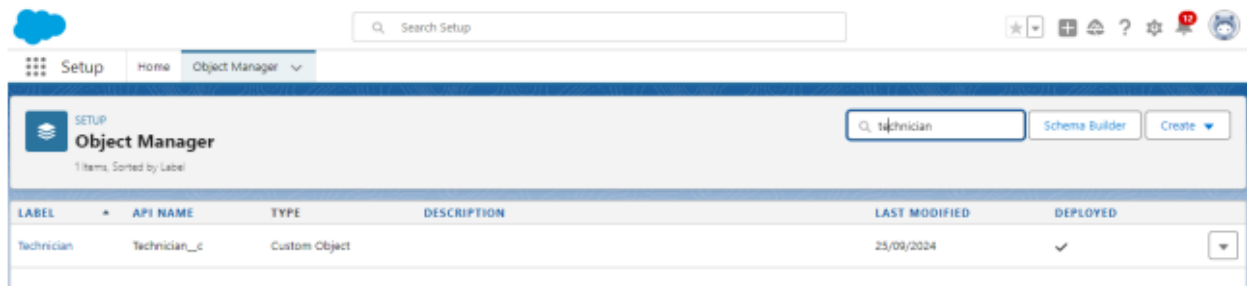 Search Setup
12
Setup Home Object Manager
SETUP
Object Manager
1 Items, Sorted by Label
technician
Schema Builder
Create
LABEL API NAME TYPE DESCRIPTION LAST MODIFIED DEPLOYED
Technician Technician__c Custom Object 25/09/2024